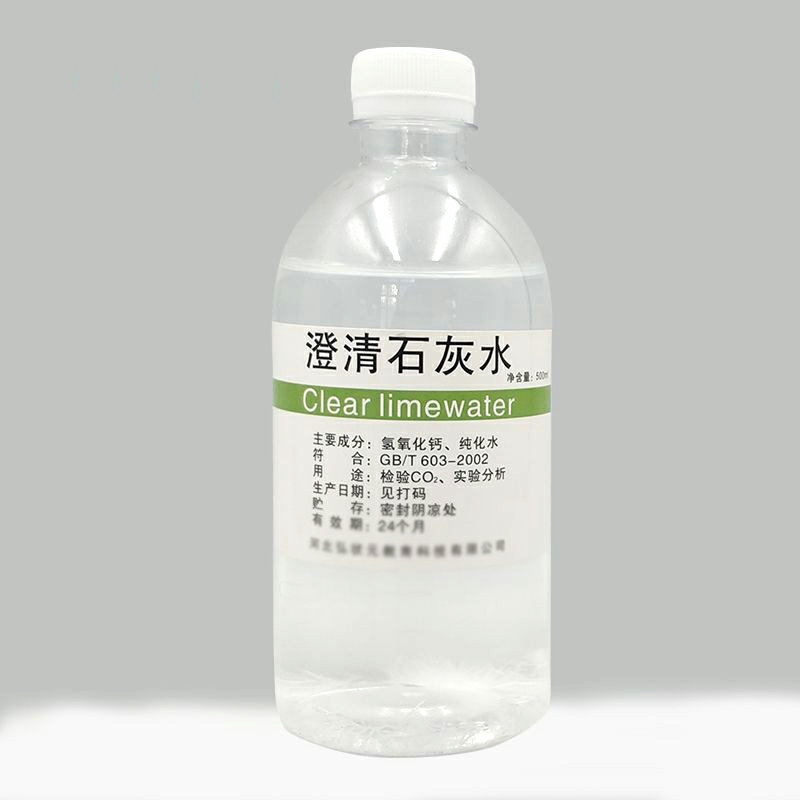 澄清石灰水
净含量：500ml
Clear limewater
主要成分：氢氧化钙、纯化水
符 合：GB/T 603-2002
用 途：检验CO₂、实验分析
生产日期：见打码
贮 存：密封阴凉处
有 效 期：24个月